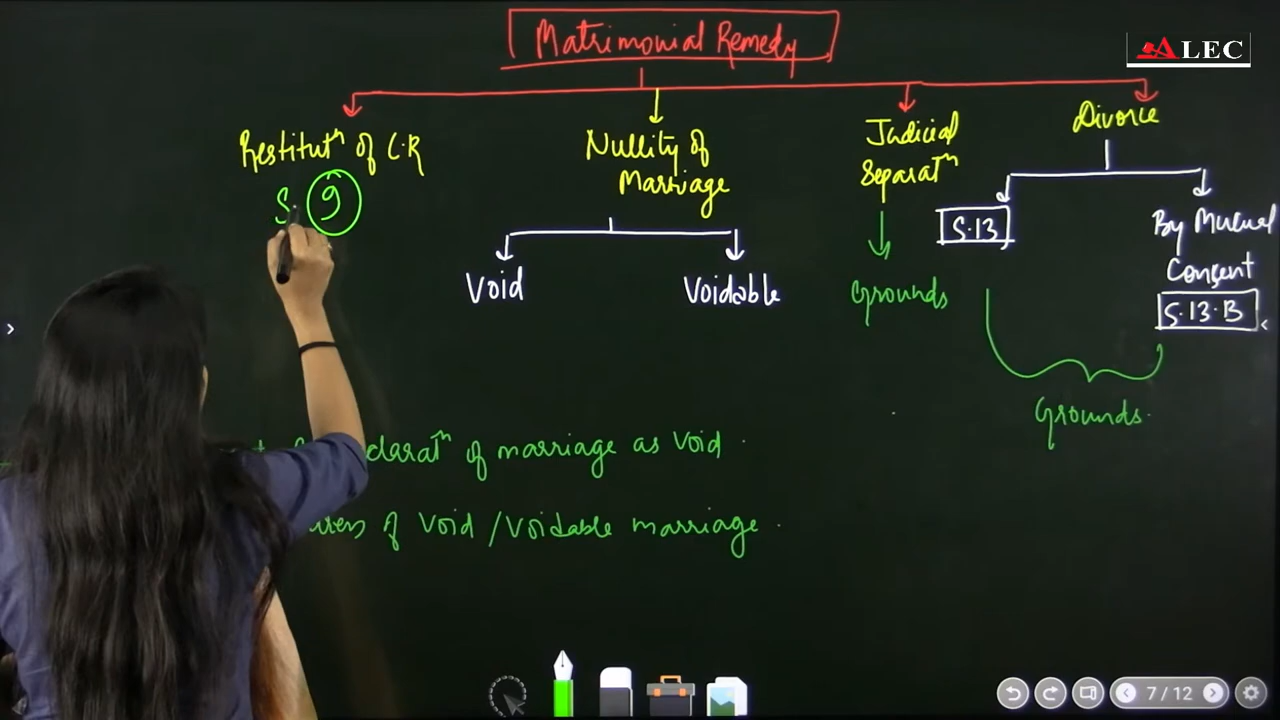 Matrimonial Remedy
ALEC
Restitutⁿ of C.R
S. 9
Nullity of
Marriage
Void
Voidable
Judicial
Separatⁿ
Grounds
Divorce
S.13
By Mutual
Consent
S.13.B
Grounds.
of marriage as Void.
of Void / Voidable marriage.
7 / 12